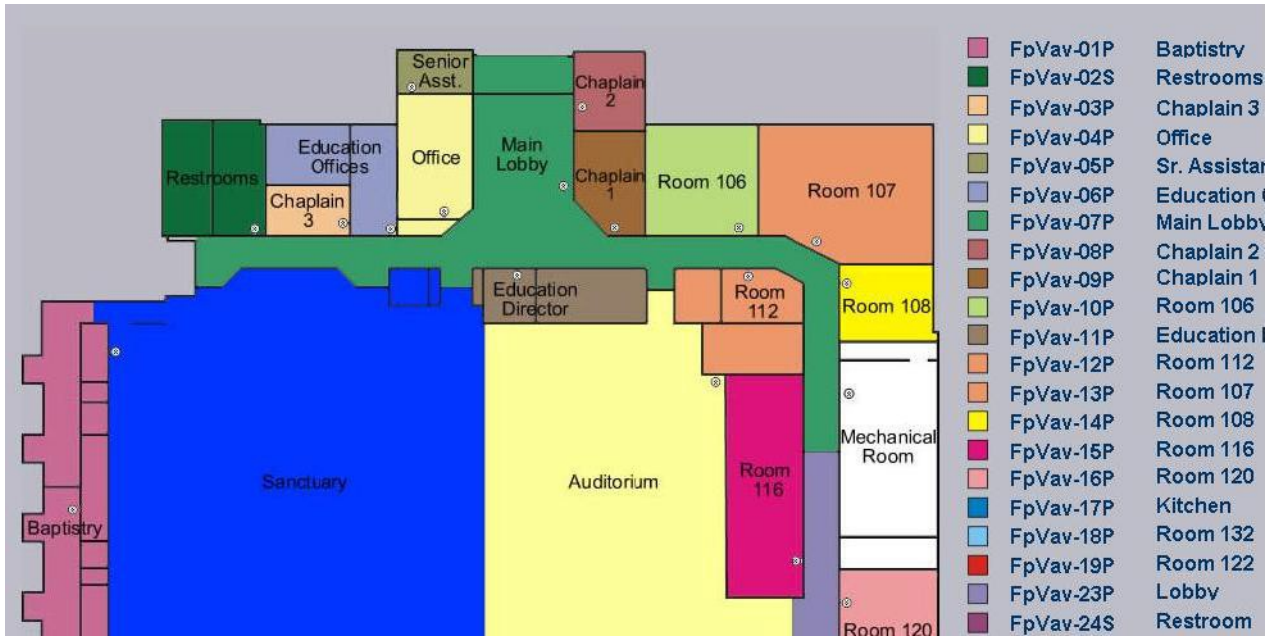 Senior
Asst.
Chaplain
2
Main
Lobby
Office
Education
Offices
Restrooms
Chaplain
3
Chaplain
1
Room 106
Room 107
Education
Director
Room
112
Room 108
Mechanical
Room
Sanctuary
Auditorium
Room
116
Baptistry
Room 120
FpVav-01P Baptistry
FpVav-02S Restrooms
FpVav-03P Chaplain 3
FpVav-04P Office
FpVav-05P Sr. Assistan
FpVav-06P Education
FpVav-07P Main Lobby
FpVav-08P Chaplain 2
FpVav-09P Chaplain 1
FpVav-10P Room 106
FpVav-11P Education
FpVav-12P Room 112
FpVav-13P Room 107
FpVav-14P Room 108
FpVav-15P Room 116
FpVav-16P Room 120
FpVav-17P Kitchen
FpVav-18P Room 132
FpVav-19P Room 122
FpVav-23P Lobby
FpVav-24S Restroom